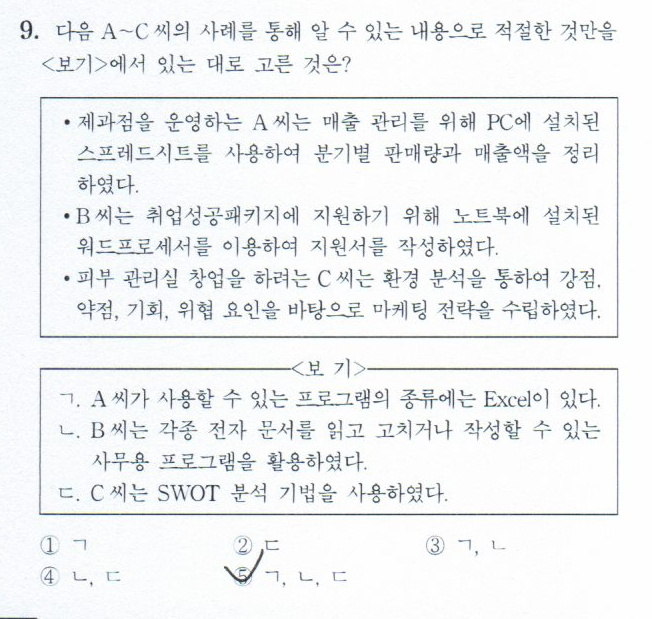 9. 다음 A~C 씨의 사례를 통해 알 수 있는 내용으로 적절한 것만을
<보기>에서 있는 대로 고른 것은?
• 제과점을 운영하는 A 씨는 매출 관리를 위해 PC에 설치된
스프레드시트를 사용하여 분기별 판매량과 매출액을 정리
하였다.
• B 씨는 취업성공패키지에 지원하기 위해 노트북에 설치된
워드프로세서를 이용하여 지원서를 작성하였다.
• 피부 관리실 창업을 하려는 C 씨는 환경 분석을 통하여 강점,
약점, 기회, 위협 요인을 바탕으로 마케팅 전략을 수립하였다.
<보 기>
ㄱ. A 씨가 사용할 수 있는 프로그램의 종류에는 Excel이 있다.
ㄴ. B 씨는 각종 전자 문서를 읽고 고치거나 작성할 수 있는
사무용 프로그램을 활용하였다.
ㄷ. C 씨는 SWOT 분석 기법을 사용하였다.
① ㄱ ② ㄷ ③ ㄱ, ㄴ
④ ㄴ, ㄷ ⑤ ㄱ, ㄴ, ㄷ